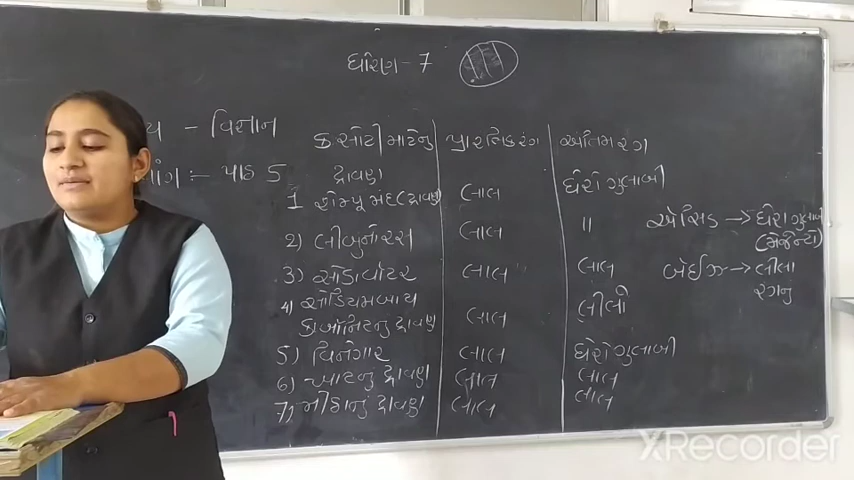 ધોરણ - 7
ય - વિજ્ઞાન
માંગ :- પાઠ 5
કસોટી માટેનું દ્રાવણ | પ્રારંભિક રંગ | અંતિમ રંગ
1 શેમ્પૂ મંદ (દ્રાવણ) | લાલ | ઘેરો ગુલાબી
2) લીંબુનો રસ | લાલ | "
3) સોડાવોટર | લાલ | લાલ
4) સોડિયમ બાય કાર્બોનેટનું દ્રાવણ | લાલ | લીલો
5) વિનેગાર | લાલ | ઘેરો ગુલાબી
6) ખાંડનું દ્રાવણ | લાલ | લાલ
7) મીઠાનું દ્રાવણ | લાલ | લાલ
એસિડ → ઘેરા ગુલાબી
(મેજેન્ટો)
બેઈઝ → લીલા
રંગનું
XRecorder